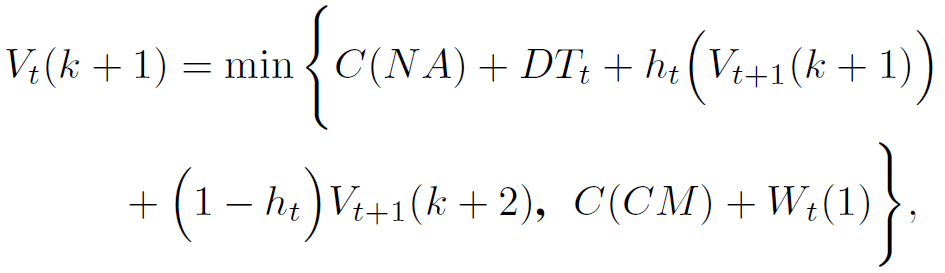 V_t(k + 1) = min { C(NA) + DT_t + h_t ( V_{t+1}(k + 1) )
+ ( 1 − h_t ) V_{t+1}(k + 2), C(CM) + W_t(1) },